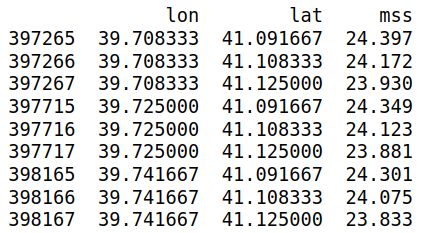 lon lat mss
397265 39.708333 41.091667 24.397
397266 39.708333 41.108333 24.172
397267 39.708333 41.125000 23.930
397715 39.725000 41.091667 24.349
397716 39.725000 41.108333 24.123
397717 39.725000 41.125000 23.881
398165 39.741667 41.091667 24.301
398166 39.741667 41.108333 24.075
398167 39.741667 41.125000 23.833